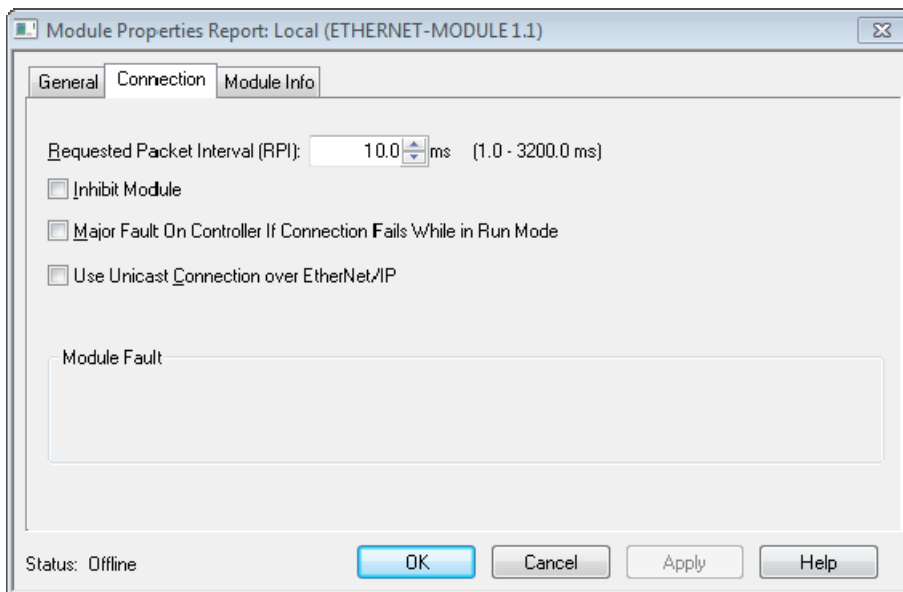 Module Properties Report: Local (ETHERNET-MODULE 1.1)
General Connection Module Info
Requested Packet Interval (RPI): 10.0 ms (1.0 - 3200.0 ms)
Inhibit Module
Major Fault On Controller If Connection Fails While in Run Mode
Use Unicast Connection over EtherNet/IP
Module Fault
Status: Offline OK Cancel Apply Help